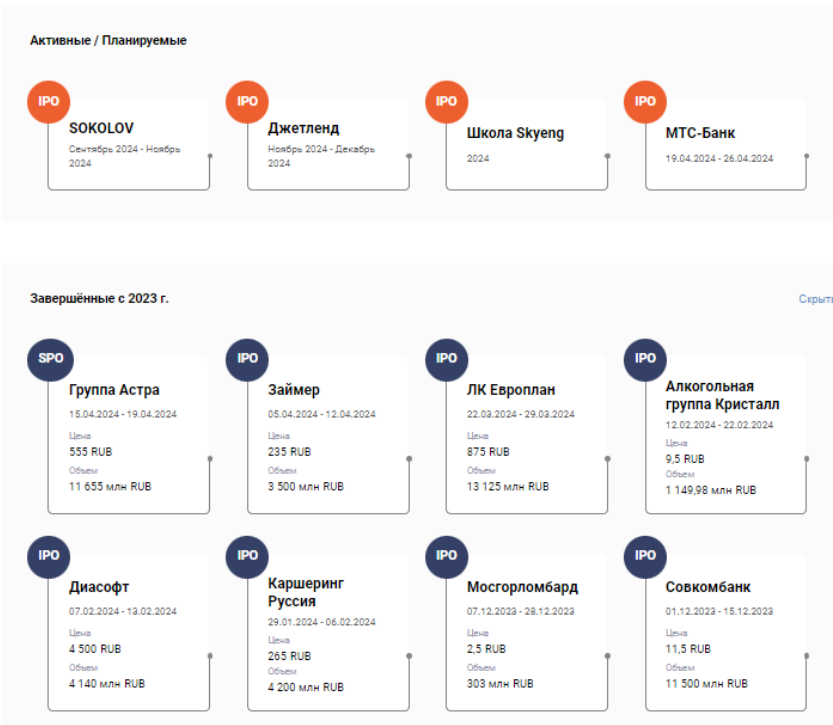 Активные / Планируемые
IPO
SOKOLOV
Сентябрь 2024 - Ноябрь
2024
IPO
Джетленд
Ноябрь 2024 - Декабрь
2024
IPO
Школа Skyeng
2024
IPO
МТС-Банк
19.04.2024 - 26.04.2024
Завершённые с 2023 г.
Скрыть
SPO
Группа Астра
15.04.2024 - 19.04.2024
Цена
555 RUB
Объем
11 655 млн RUB
IPO
Займер
05.04.2024 - 12.04.2024
Цена
235 RUB
Объем
3 500 млн RUB
IPO
ЛК Европлан
22.03.2024 - 29.03.2024
Цена
875 RUB
Объем
13 125 млн RUB
IPO
Алкогольная
группа Кристалл
12.02.2024 - 22.02.2024
Цена
9,5 RUB
Объем
1 149,98 млн RUB
IPO
Диасофт
07.02.2024 - 13.02.2024
Цена
4 500 RUB
Объем
4 140 млн RUB
IPO
Каршеринг
Руссия
29.01.2024 - 06.02.2024
Цена
265 RUB
Объем
4 200 млн RUB
IPO
Мосгорломбард
07.12.2023 - 28.12.2023
Цена
2,5 RUB
Объем
303 млн RUB
IPO
Совкомбанк
01.12.2023 - 15.12.2023
Цена
11,5 RUB
Объем
11 500 млн RUB